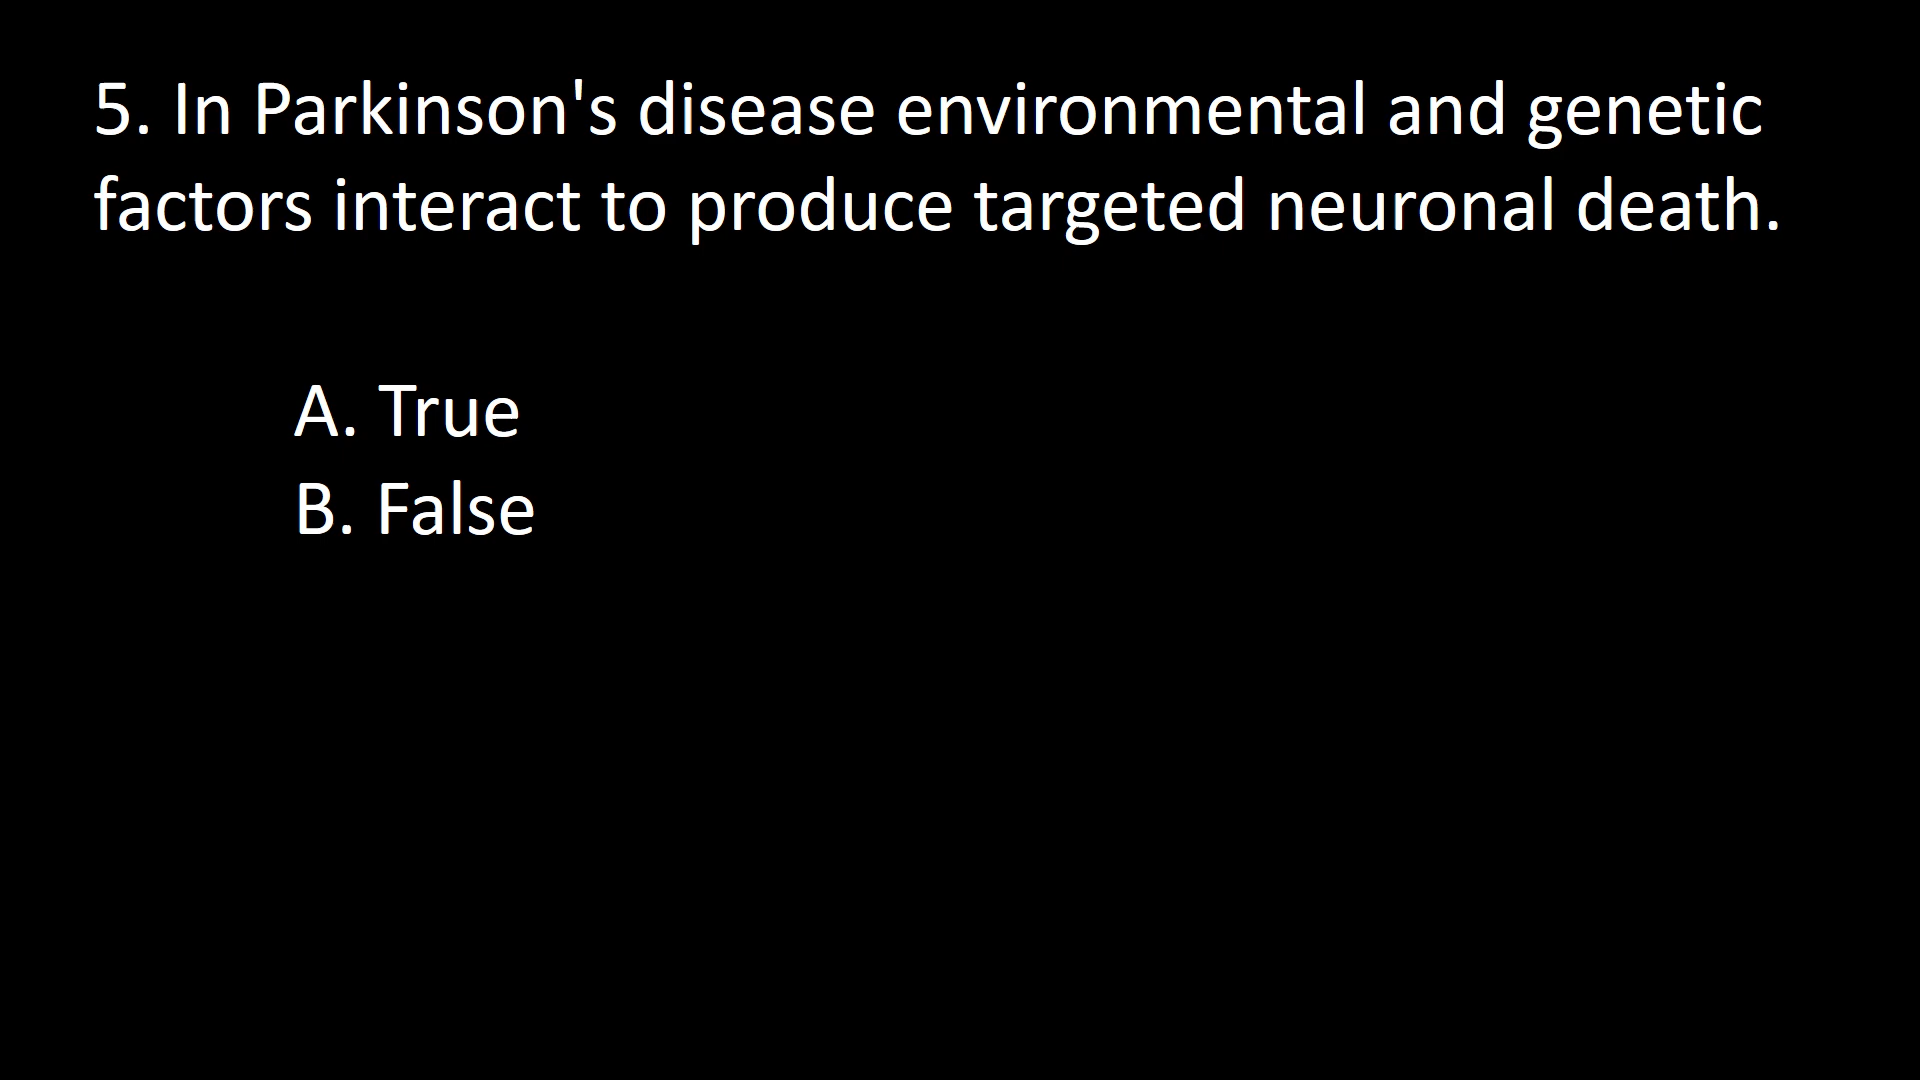 5. In Parkinson's disease environmental and genetic
factors interact to produce targeted neuronal death.
A. True
B. False